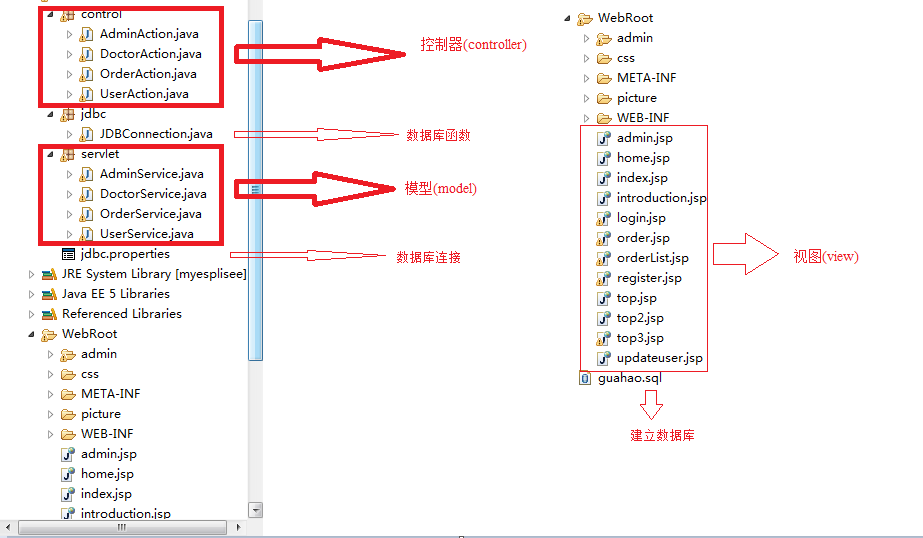 control
AdminAction.java
DoctorAction.java
OrderAction.java
UserAction.java
控制器(controller)
jdbc
JDBConnection.java
数据库函数
servlet
AdminService.java
DoctorService.java
OrderService.java
UserService.java
模型(model)
jdbc.properties
数据库连接
JRE System Library [myesplisee]
Java EE 5 Libraries
Referenced Libraries
WebRoot
admin
css
META-INF
picture
WEB-INF
admin.jsp
home.jsp
index.jsp
introduction.jsp
WebRoot
admin
css
META-INF
picture
WEB-INF
admin.jsp
home.jsp
index.jsp
introduction.jsp
login.jsp
order.jsp
orderList.jsp
register.jsp
top.jsp
top2.jsp
top3.jsp
updateuser.jsp
视图(view)
guahao.sql
建立数据库